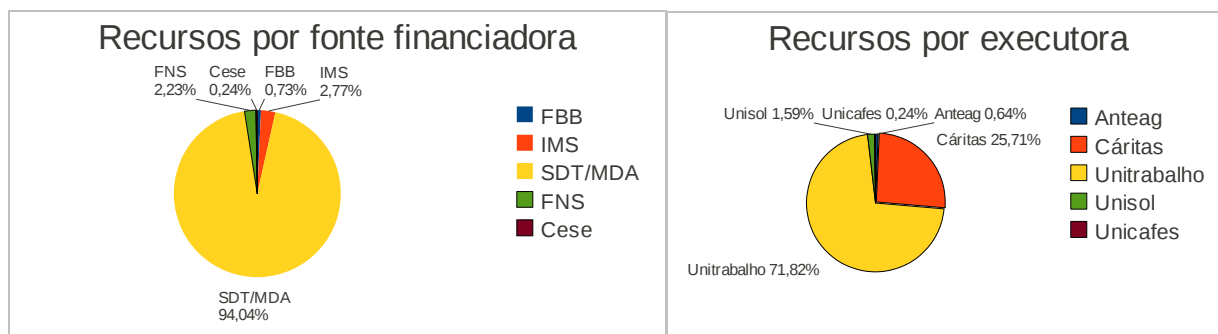 Recursos por fonte financiadora
FNS
2,23%
Cese
0,24%
FBB
0,73%
IMS
2,77%
SDT/MDA
94,04%
FBB
IMS
SDT/MDA
FNS
Cese
Recursos por executora
Unisol 1,59%
Unicafes 0,24%
Anteag 0,64%
Cáritas 25,71%
Unitrabalho 71,82%
Anteag
Cáritas
Unitrabalho
Unisol
Unicafes